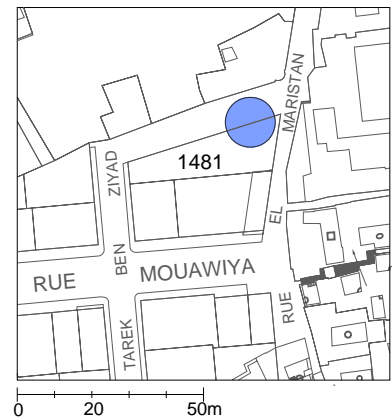 EL MARISTAN
1481
TAREK BEN ZIYAD
RUE MOUAWIYA
RUE
0 20 50m